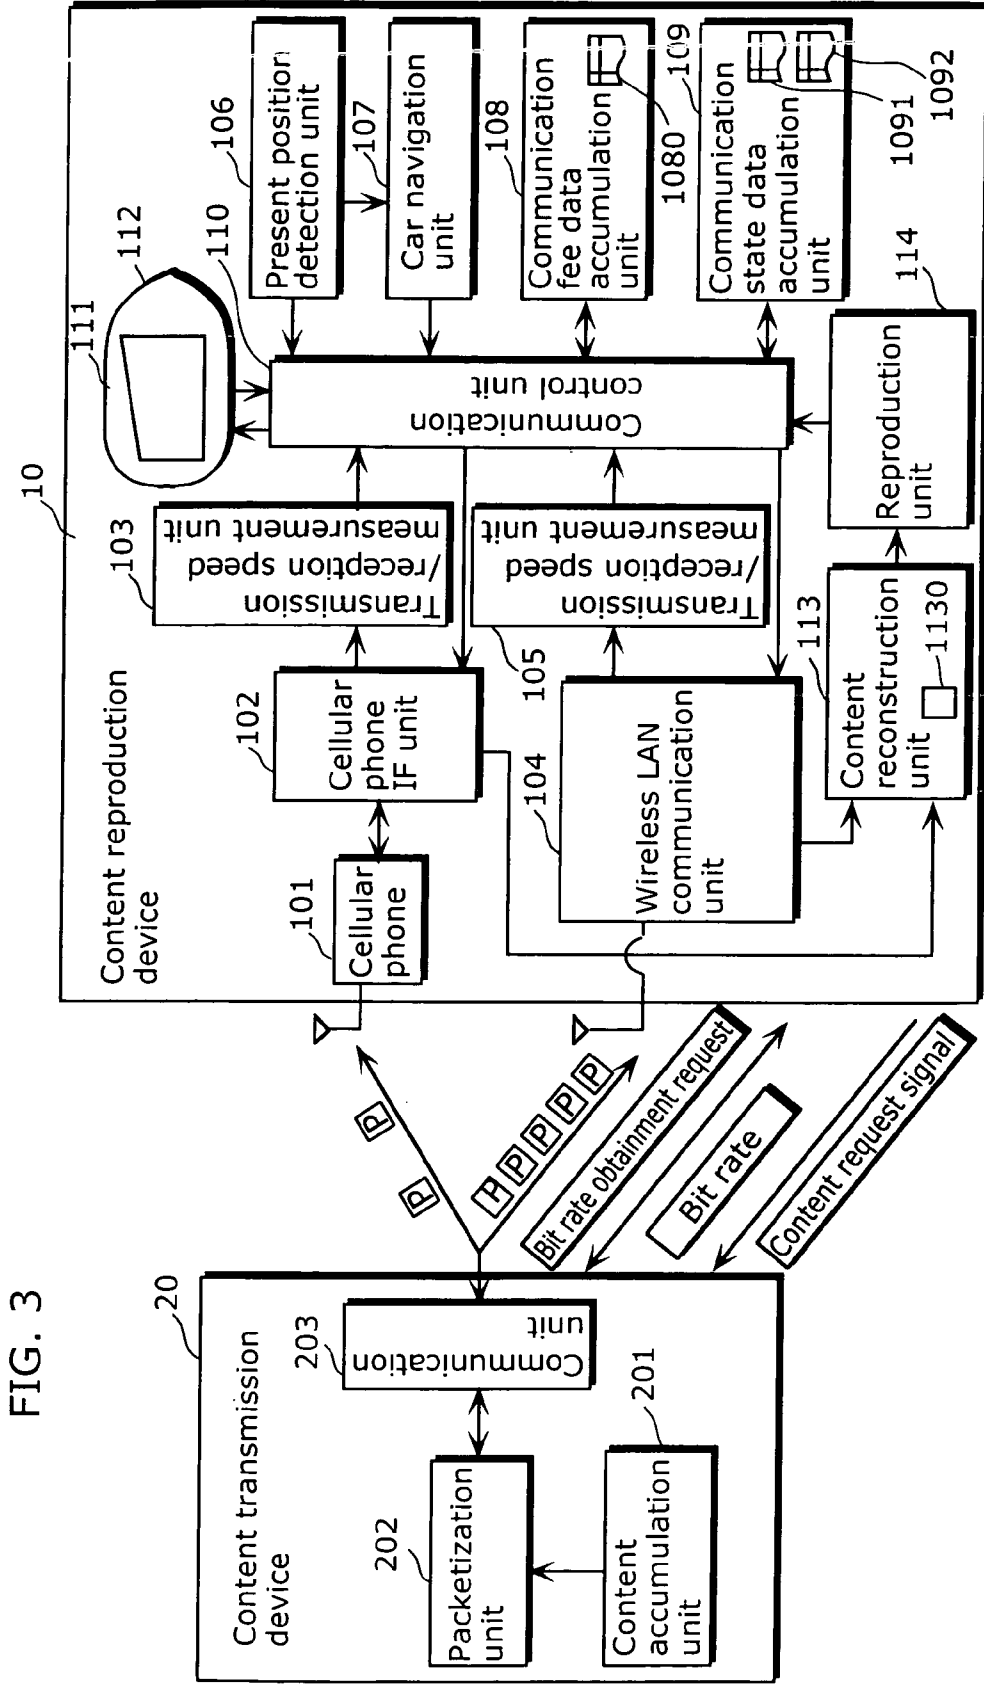 FIG. 3
20
Content transmission
device
202
Packetization
unit
203
Communication
unit
201
Content
accumulation
unit
P
P
P
P
P
P
P
Bit rate obtainment request
Bit rate
Content request signal
10
Content reproduction
device
101
Cellular
phone
102
Cellular
phone
IF unit
103
Transmission
/reception speed
measurement unit
104
Wireless LAN
communication
unit
105
Transmission
/reception speed
measurement unit
111
112
110
Communication
control unit
106
Present position
detection unit
107
Car navigation
unit
108
Communication
fee data
accumulation
unit
1080
109
Communication
state data
accumulation
unit
1091
1092
113
Content
reconstruction
unit
1130
114
Reproduction
unit